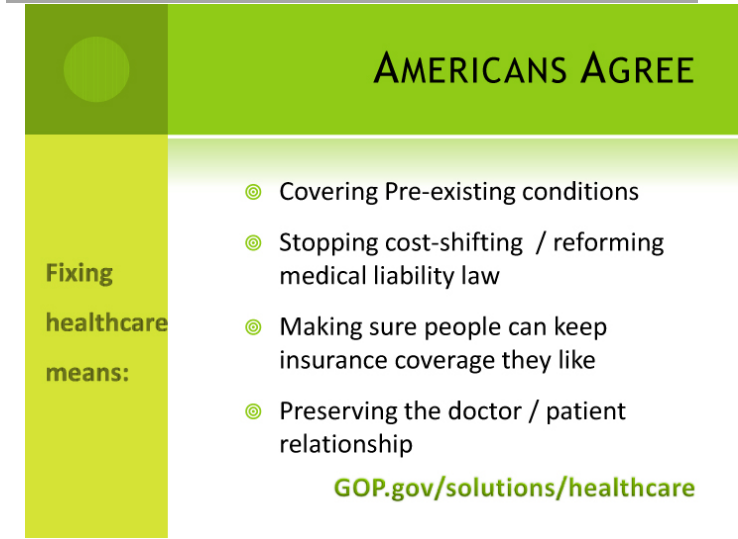 AMERICANS AGREE
Fixing
healthcare
means:
Covering Pre-existing conditions
Stopping cost-shifting / reforming
medical liability law
Making sure people can keep
insurance coverage they like
Preserving the doctor / patient
relationship
GOP.gov/solutions/healthcare